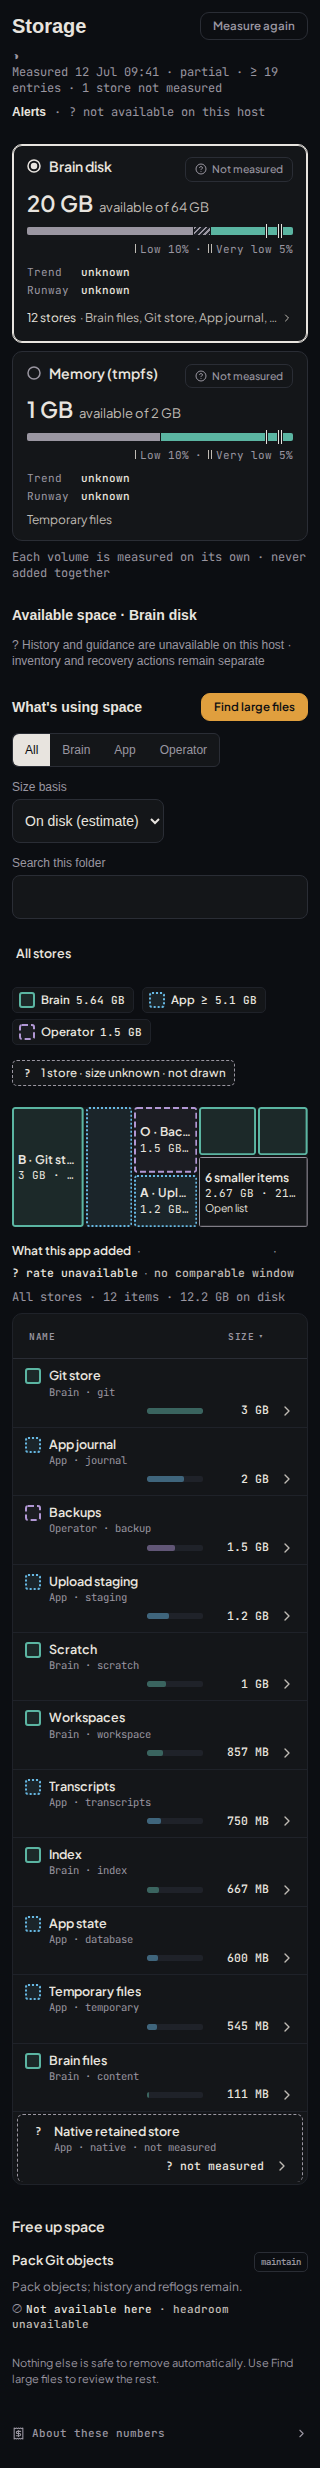 Storage
Measure again
Measured 12 Jul 09:41 · partial · ≥ 19
entries · 1 store not measured
Alerts · ? not available on this host
Brain disk
Not measured
20 GB available of 64 GB
Low 10% · Very low 5%
Trend unknown
Runway unknown
12 stores · Brain files, Git store, App journal, …
Memory (tmpfs)
Not measured
1 GB available of 2 GB
Low 10% · Very low 5%
Trend unknown
Runway unknown
Temporary files
Each volume is measured on its own · never
added together
Available space · Brain disk
? History and guidance are unavailable on this host ·
inventory and recovery actions remain separate
What's using space
Find large files
All Brain App Operator
Size basis
On disk (estimate)
Search this folder
All stores
Brain 5.64 GB
App ≥ 5.1 GB
Operator 1.5 GB
? 1 store · size unknown · not drawn
B · Git st…
3 GB · …
O · Bac…
1.5 GB…
A · Upl…
1.2 GB…
6 smaller items
2.67 GB · 21…
Open list
What this app added · ·
? rate unavailable · no comparable window
All stores · 12 items · 12.2 GB on disk
NAME SIZE
Git store
Brain · git
3 GB
App journal
App · journal
2 GB
Backups
Operator · backup
1.5 GB
Upload staging
App · staging
1.2 GB
Scratch
Brain · scratch
1 GB
Workspaces
Brain · workspace
857 MB
Transcripts
App · transcripts
750 MB
Index
Brain · index
667 MB
App state
App · database
600 MB
Temporary files
App · temporary
545 MB
Brain files
Brain · content
111 MB
? Native retained store
App · native · not measured
? not measured
Free up space
Pack Git objects
maintain
Pack objects; history and reflogs remain.
Not available here · headroom
unavailable
Nothing else is safe to remove automatically. Use Find
large files to review the rest.
About these numbers